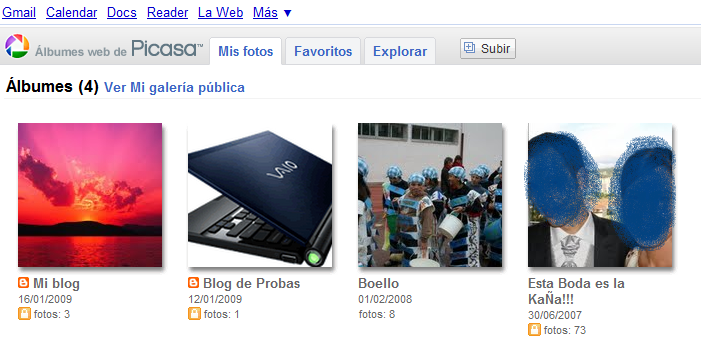 Gmail Calendar Docs Reader La Web Más ▼
Álbumes web de Picasa™ Mis fotos Favoritos Explorar Subir
Álbumes (4) Ver Mi galería pública
VAIO
Mi blog
16/01/2009
fotos: 3
Blog de Probas
12/01/2009
fotos: 1
Boello
01/02/2008
fotos: 8
Esta Boda es la
KaÑa!!!
30/06/2007
fotos: 73